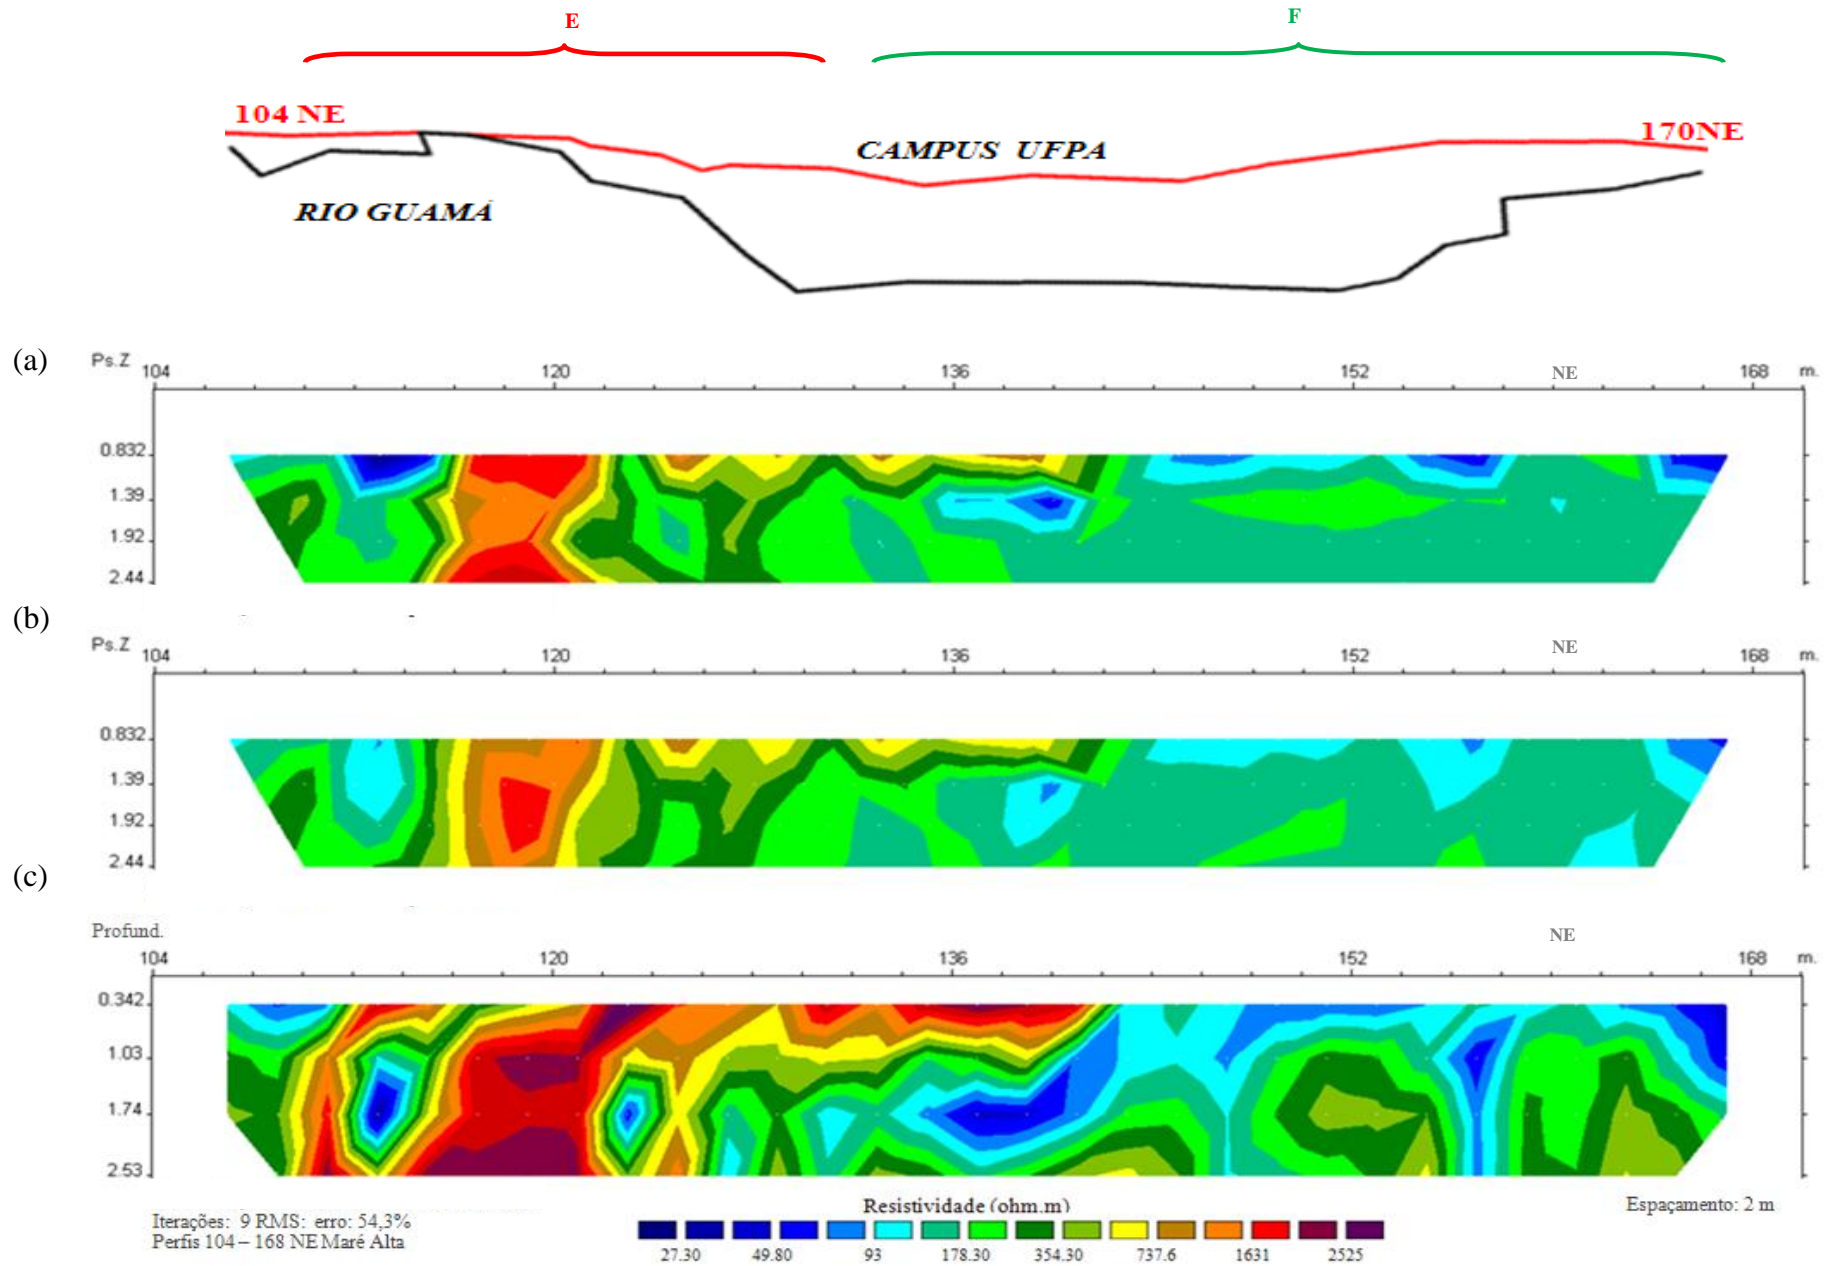 E
F
104 NE
170NE
CAMPUS UFPA
RIO GUAMÁ
(a)
Ps.Z
104 120 136 152 NE 168 m.
0.832
1.39
1.92
2.44
(b)
Ps.Z
104 120 136 152 NE 168 m.
0.832
1.39
1.92
2.44
(c)
Profund.
NE
104 120 136 152 168 m.
0.342
1.03
1.74
2.53
Resistividade (ohm.m)
Espaçamento: 2 m
Iterações: 9 RMS: erro: 54,3%
Perfis 104 – 168 NE Maré Alta
27.30 49.80 93 178.30 354.30 737.6 1631 2525